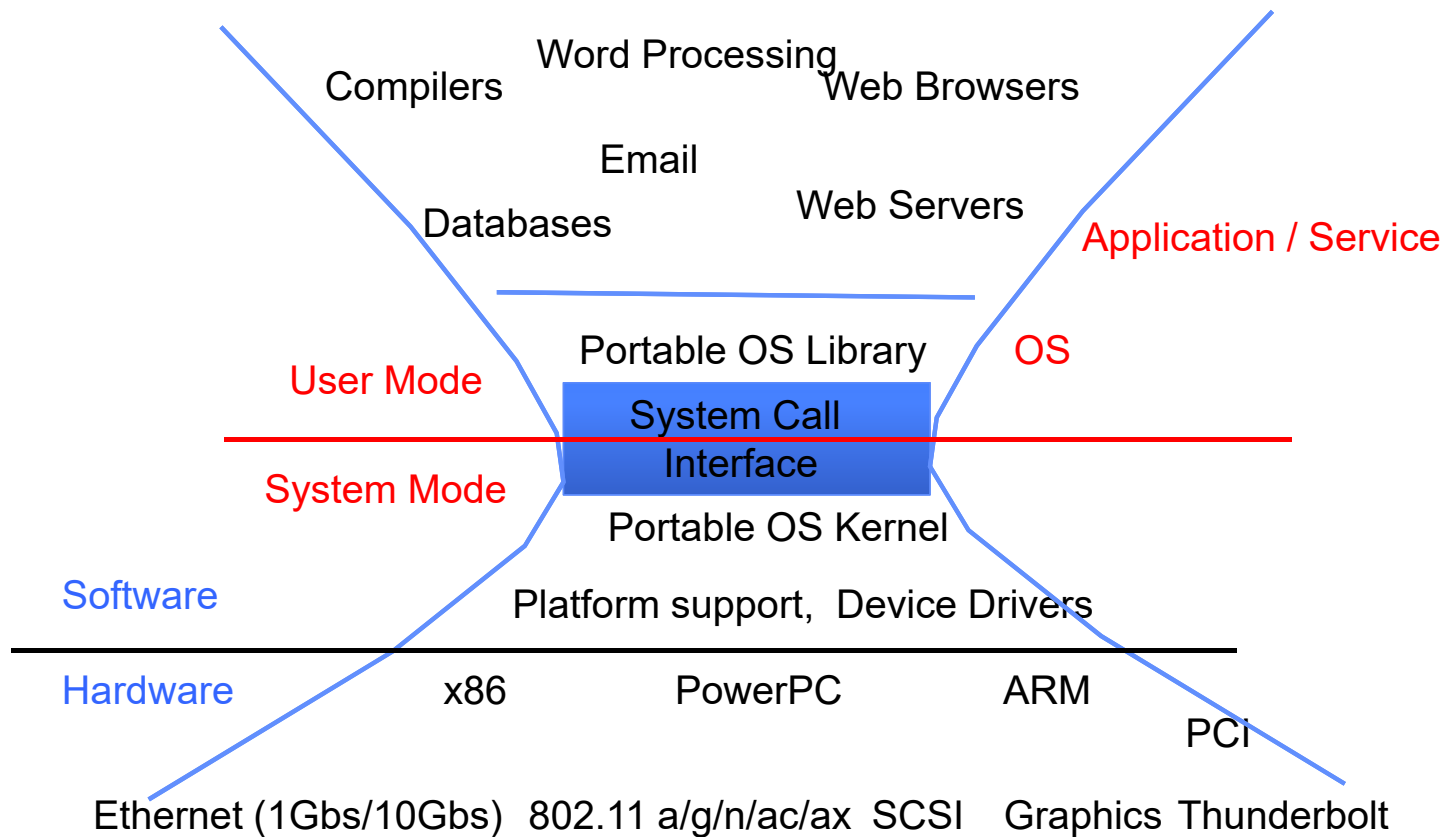 Word Processing
Compilers
Web Browsers
Email
Web Servers
Databases
Application / Service
Portable OS Library
OS
User Mode
System Call
Interface
System Mode
Portable OS Kernel
Software
Platform support, Device Drivers
Hardware
x86
PowerPC
ARM
PCI
Ethernet (1Gbs/10Gbs)
802.11 a/g/n/ac/ax
SCSI
Graphics
Thunderbolt